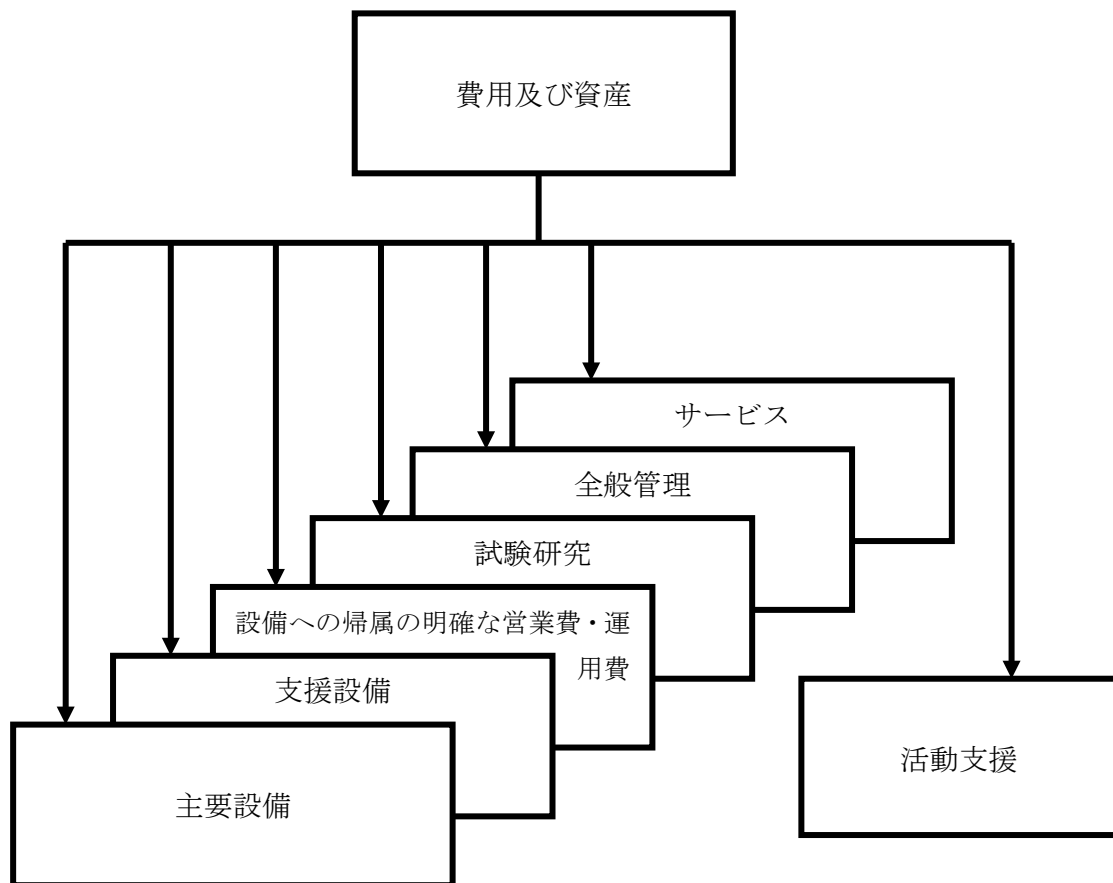 費用及び資産
サービス
全般管理
試験研究
設備への帰属の明確な営業費・運
用費
支援設備
主要設備
活動支援